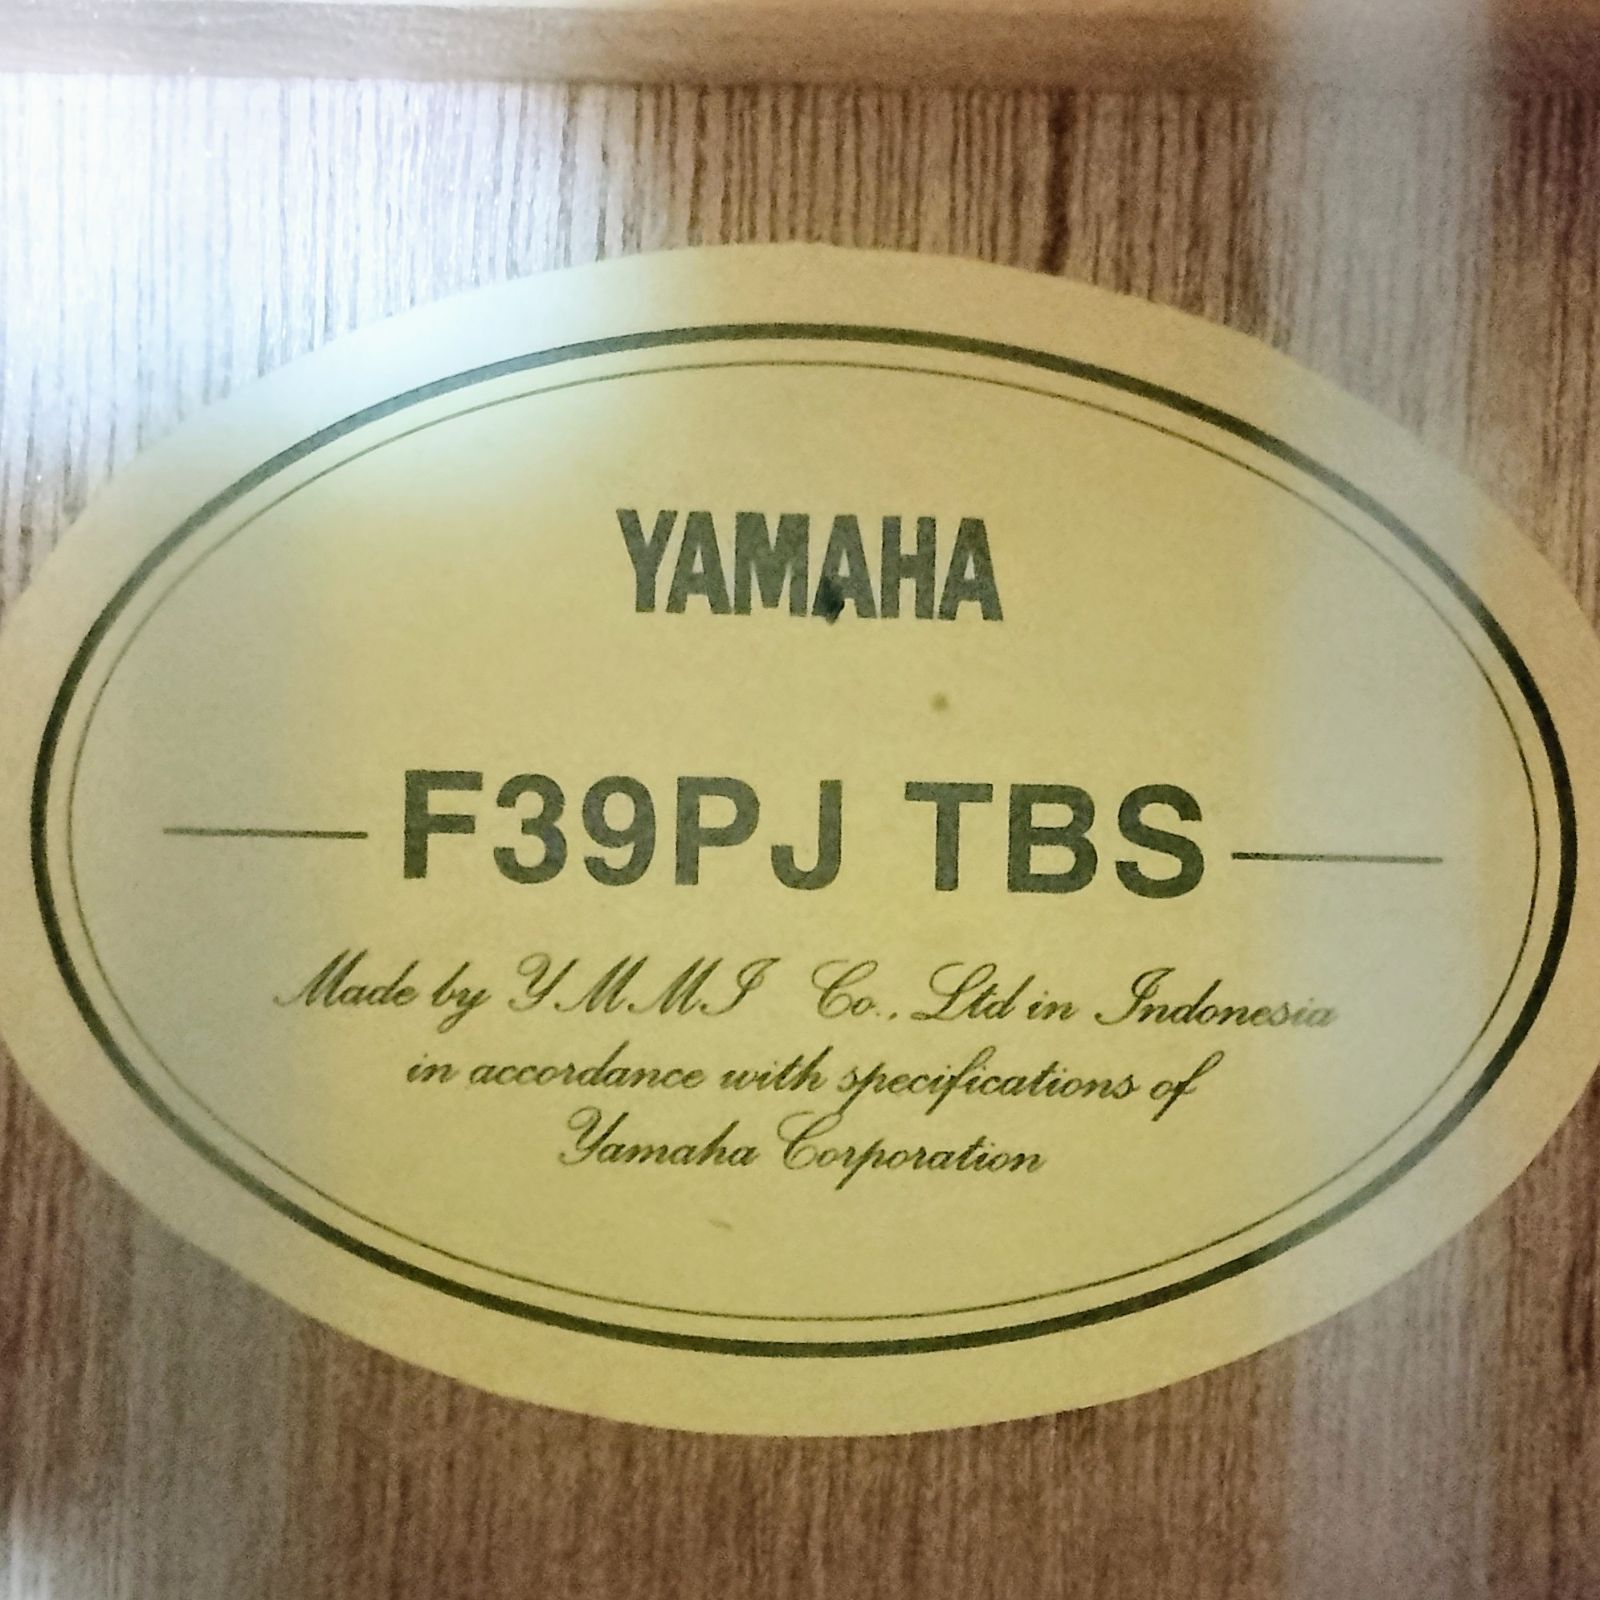 YAMAHA
F39PJ TBS
Made by YMMI Co., Ltd in Indonesia
in accordance with specifications of
Yamaha Corporation